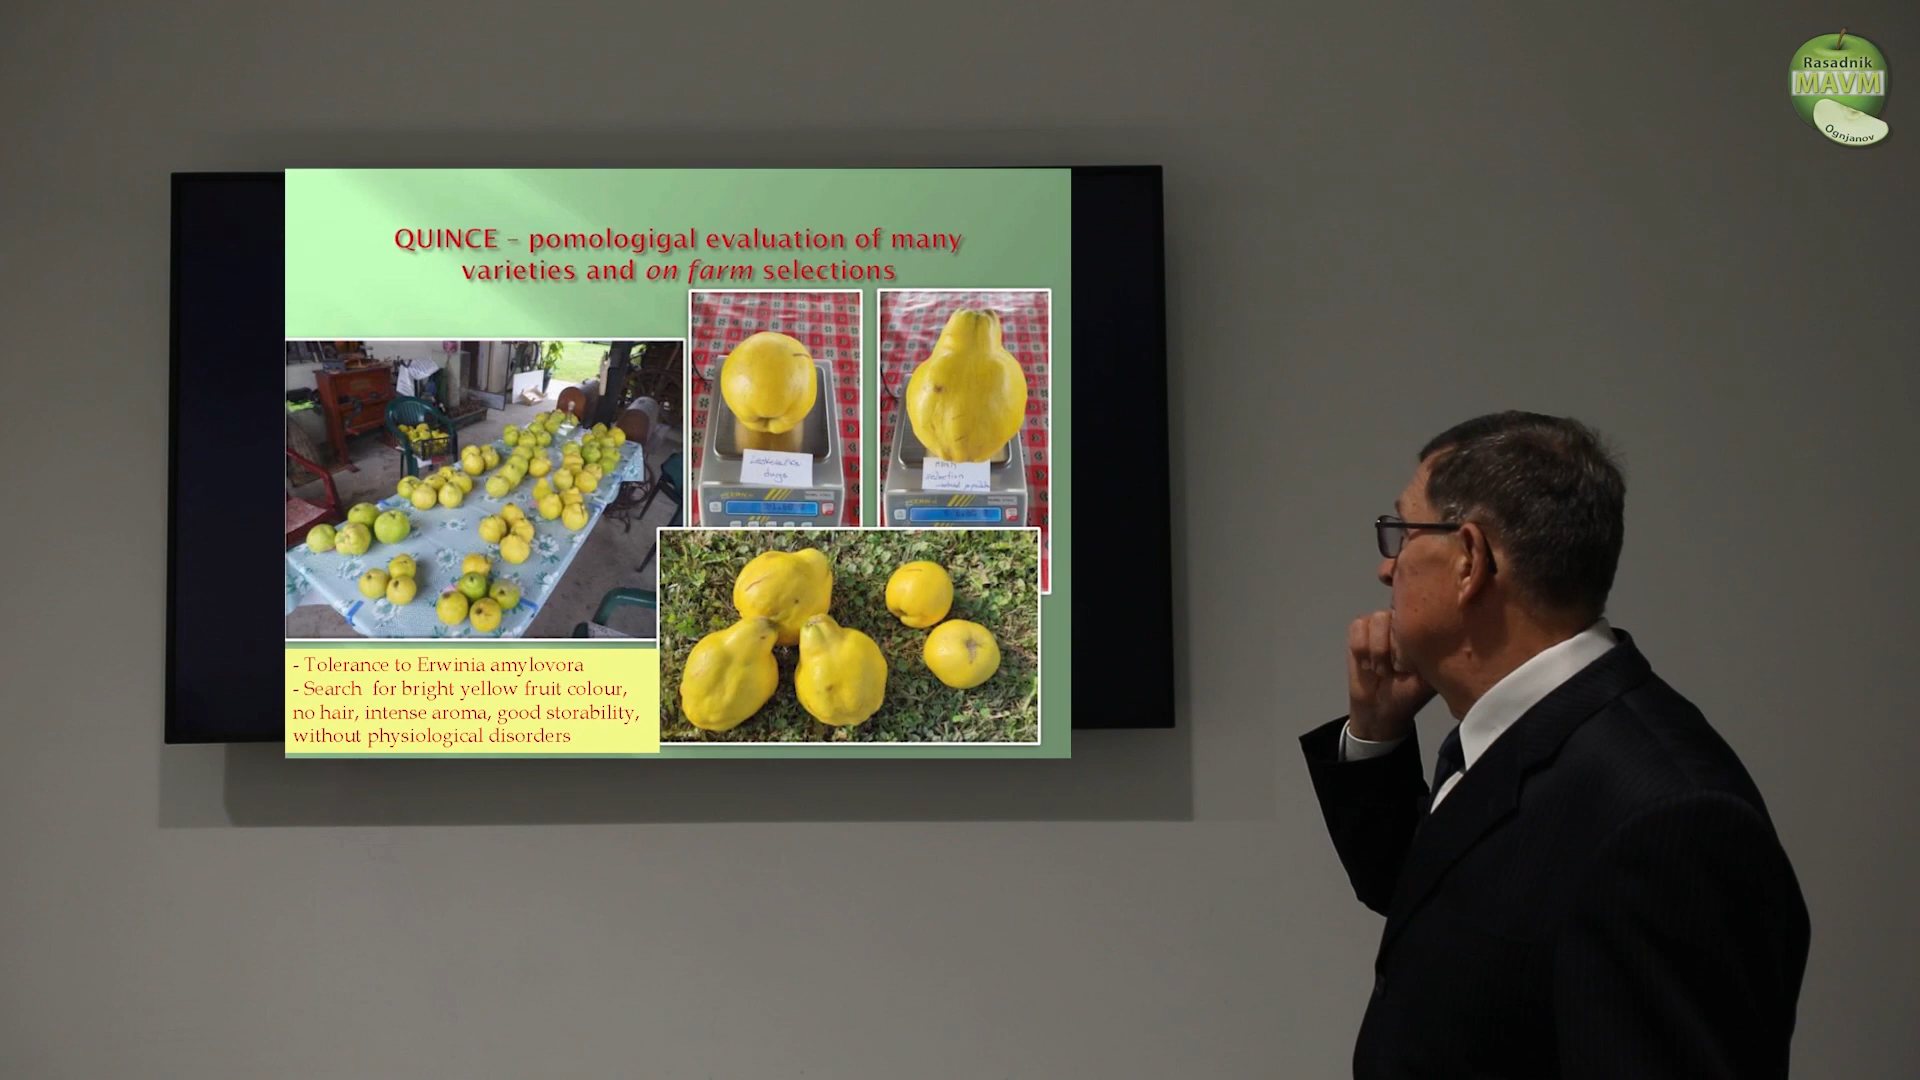 Rasadnik
MAVM
Ognjanov
QUINCE – pomologigal evaluation of many
varieties and on farm selections
selection
- Tolerance to Erwinia amylovora
- Search for bright yellow fruit colour,
no hair, intense aroma, good storability,
without physiological disorders